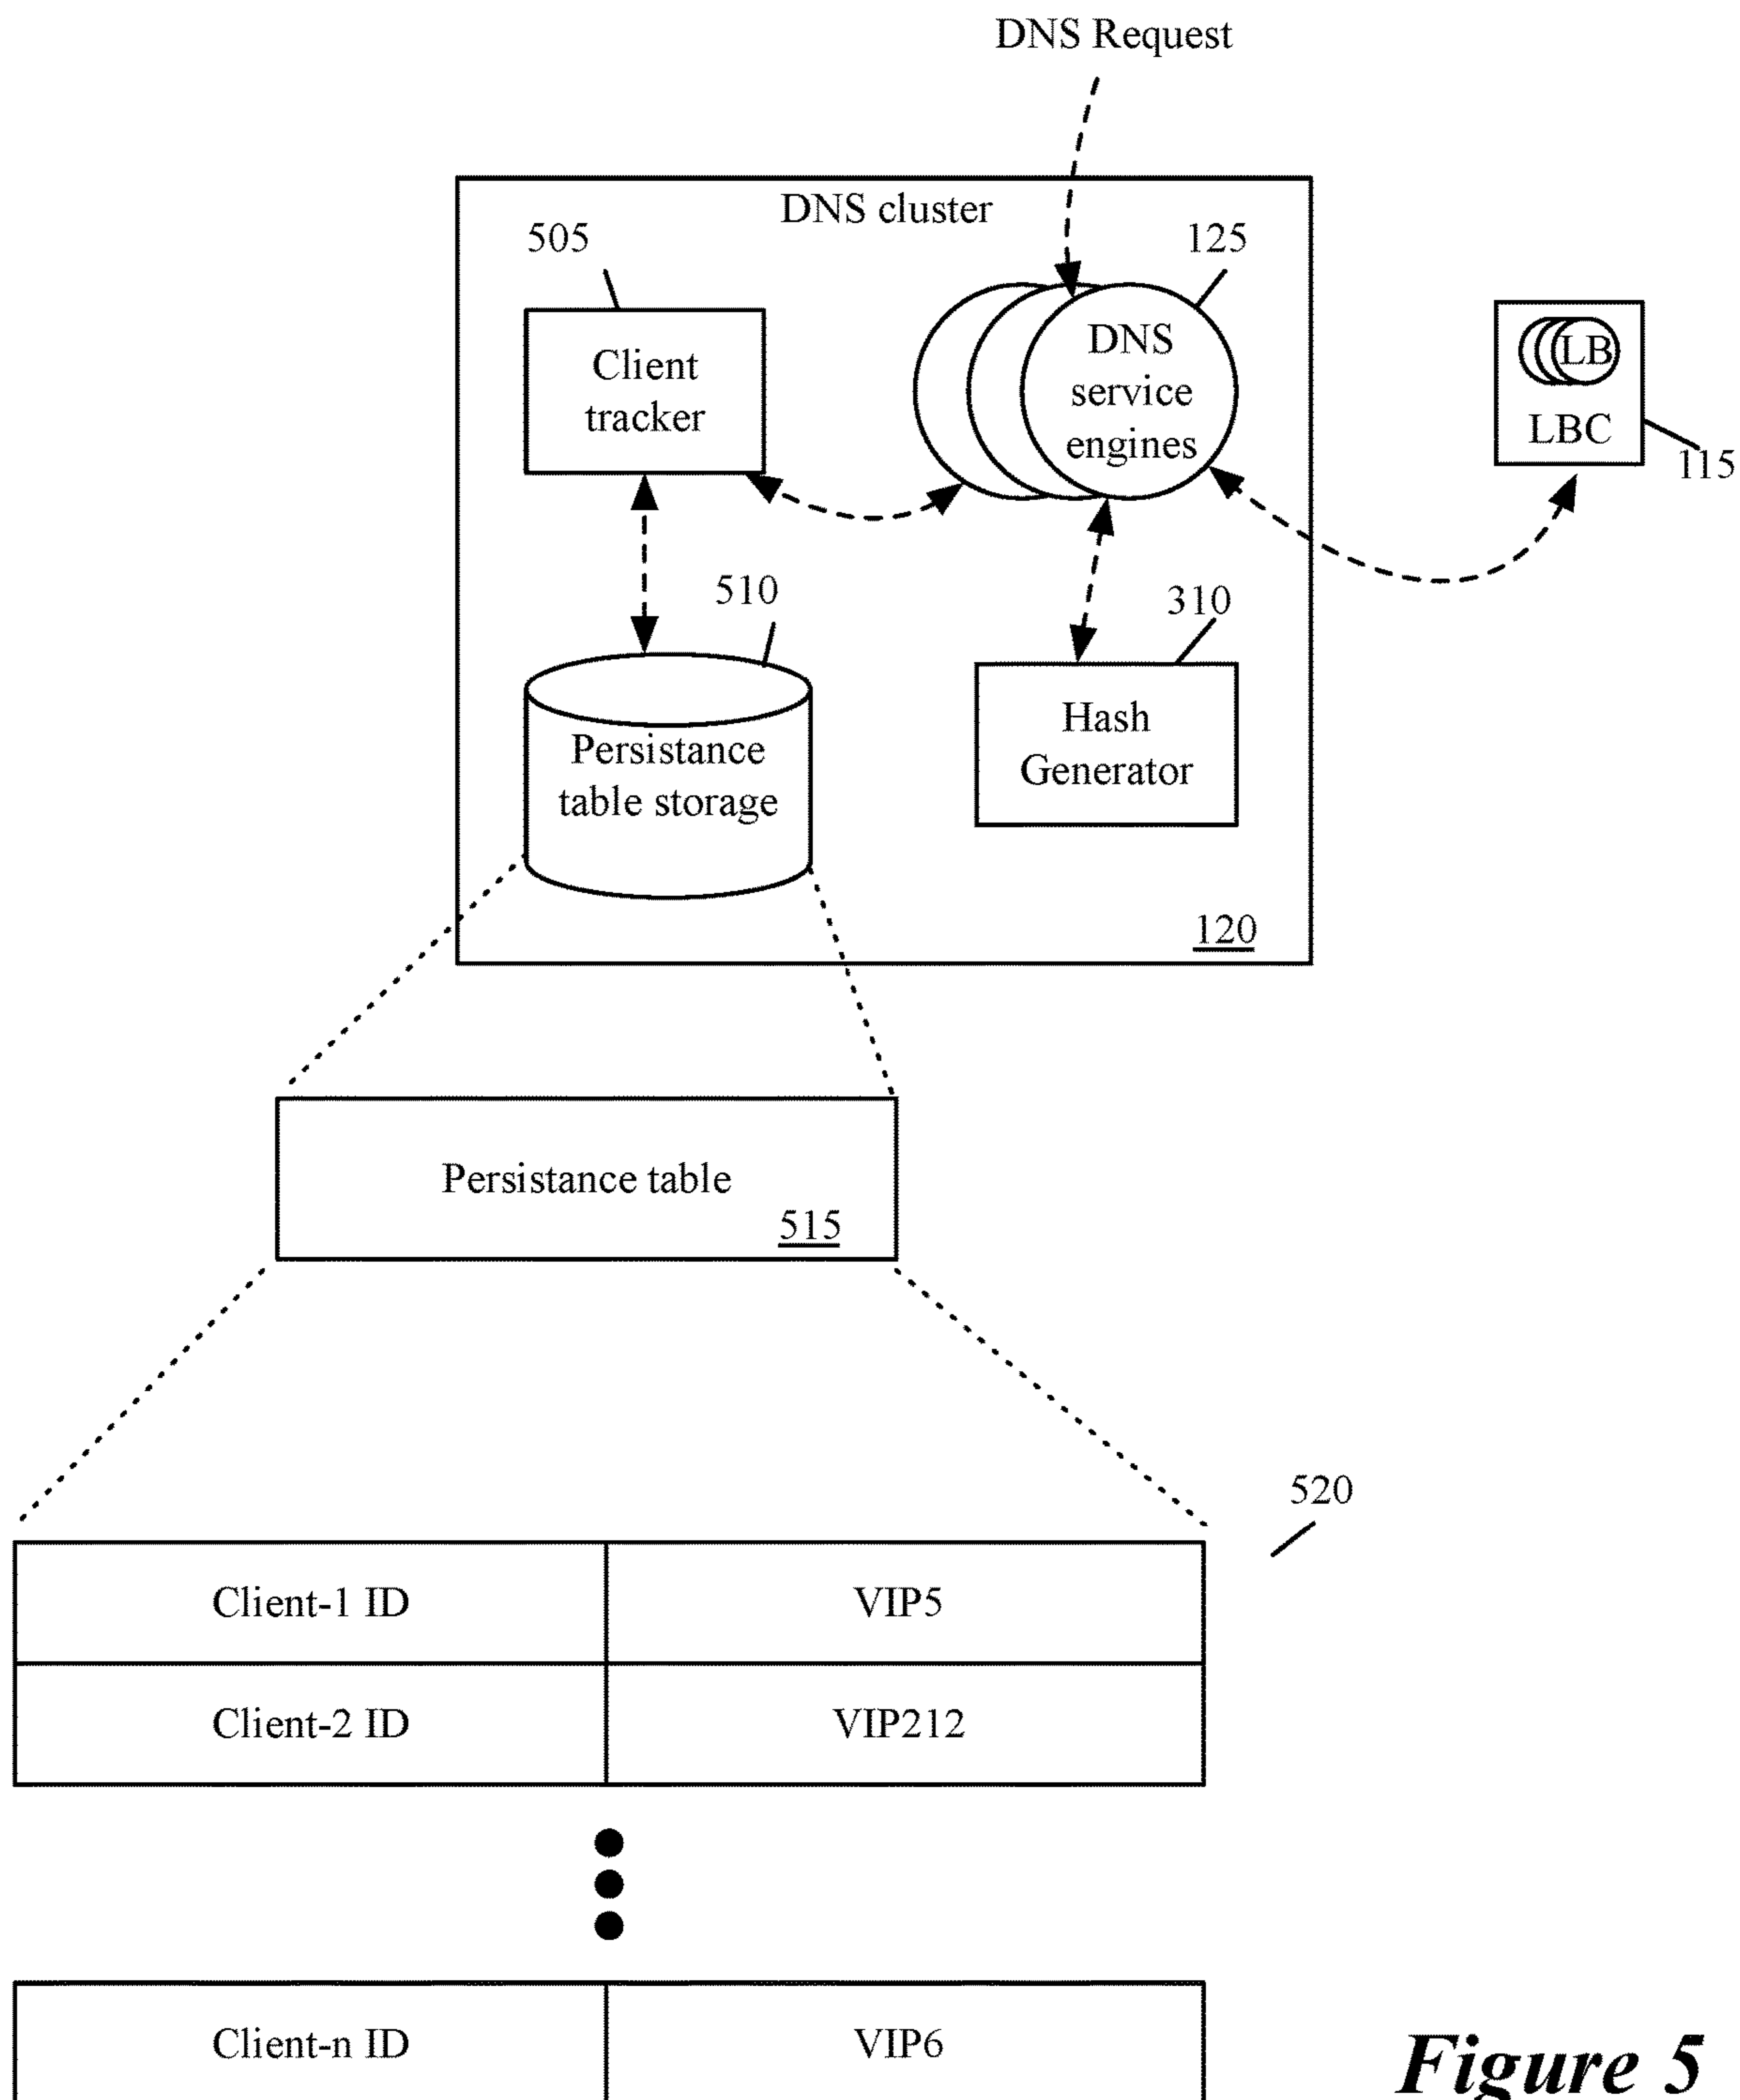 DNS Request
DNS cluster
505
125
Client
tracker
DNS
service
engines
LB
LBC
115
510
310
Persistance
table storage
Hash
Generator
120
Persistance table
515
520
Client-1 ID
VIP5
Client-2 ID
VIP212
Client-n ID
VIP6
Figure 5